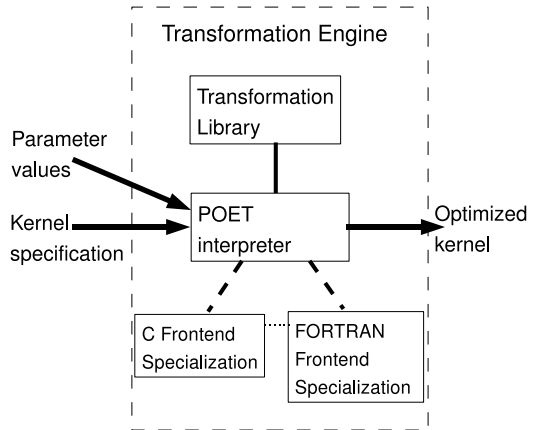 Transformation Engine
Transformation
Library
Parameter
values
Kernel
specification
POET
interpreter
Optimized
kernel
C Frontend
Specialization
FORTRAN
Frontend
Specialization